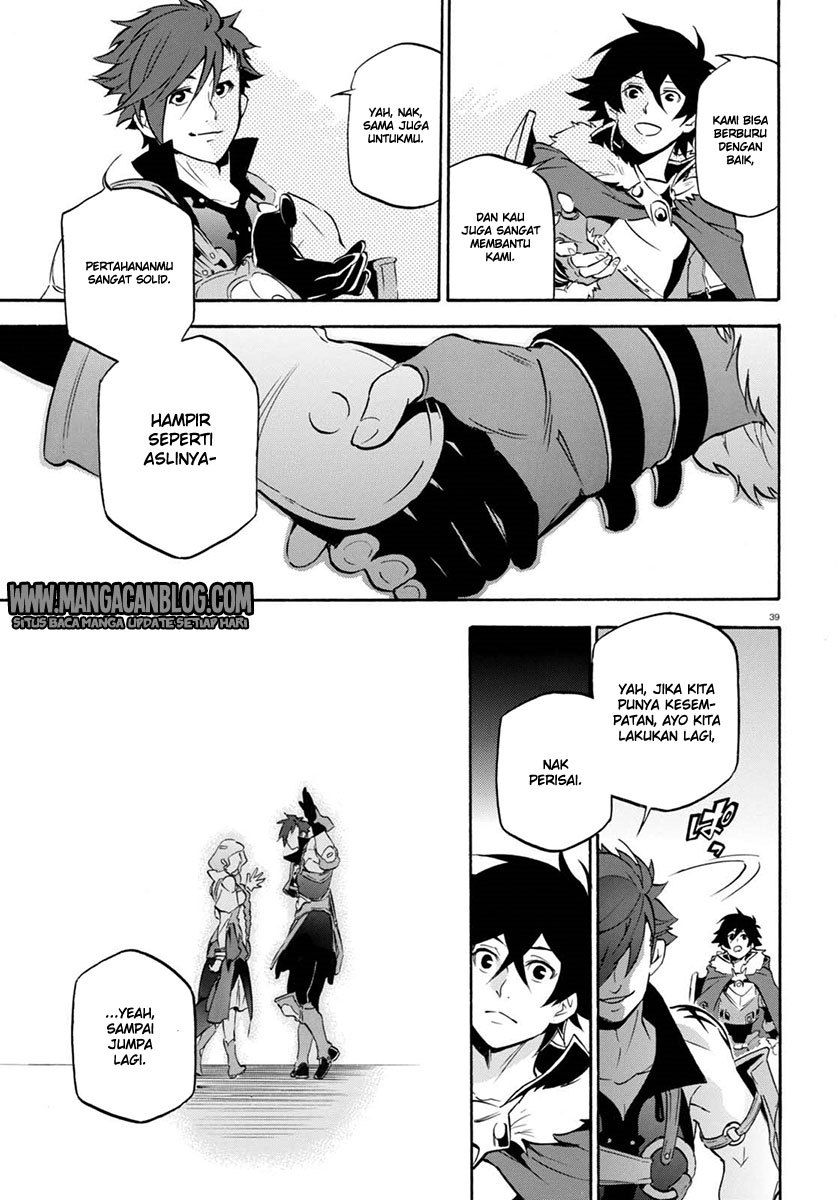 KAMI BISA
BERBURU
DENGAN
BAIK,
DAN KAU
JUGA SANGAT
MEMBANTU
KAMI.
YAH, NAK,
SAMA JUGA
UNTUKMU.
PERTAHANANMU
SANGAT SOLID.
HAMPIR
SEPERTI
ASLINYA-
WWW.MANGACANBLOG.COM
SITUS BACA MANGA UPDATE SETIAP HARI
39
YAH, JIKA KITA
PUNYA KESEM-
PATAN, AYO KITA
LAKUKAN LAGI,
NAK
PERISAI.
ぱっ
...YEAH,
SAMPAI
JUMPA
LAGI.